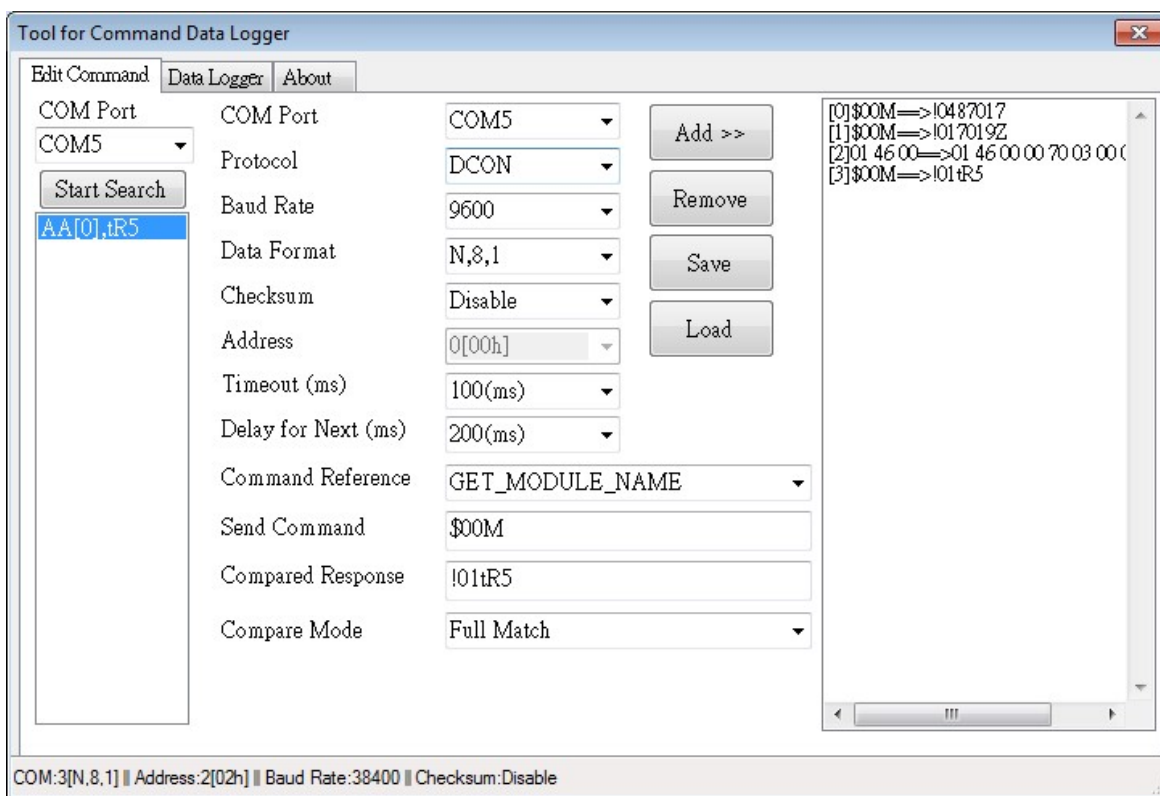 Tool for Command Data Logger
Edit Command Data Logger About
COM Port
COM5
Start Search
AA[0],tR5
COM Port COM5
Protocol DCON
Baud Rate 9600
Data Format N,8,1
Checksum Disable
Address 0[00h]
Timeout (ms) 100(ms)
Delay for Next (ms) 200(ms)
Command Reference GET_MODULE_NAME
Send Command $00M
Compared Response !01tR5
Compare Mode Full Match
Add >>
Remove
Save
Load
[0]$00M==>!0487017
[1]$00M==>!017019Z
[2]01 46 00==>01 46 00 00 70 03 00
[3]$00M==>!01tR5
COM:3[N,8,1] || Address:2[02h] || Baud Rate:38400 || Checksum:Disable